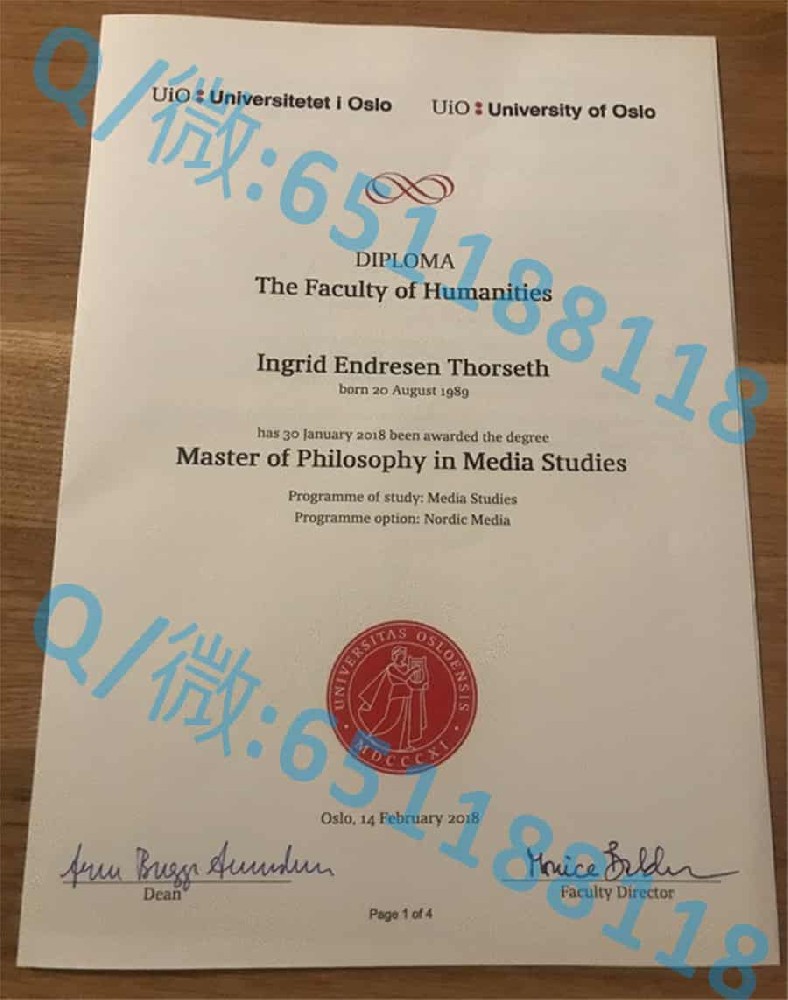 UiO : Universitetet i Oslo
UiO : University of Oslo
DIPLOMA
The Faculty of Humanities
Ingrid Endresen Thorseth
born 20 August 1989
has 30 January 2018 been awarded the degree
Master of Philosophy in Media Studies
Programme of study: Media Studies
Programme option: Nordic Media
UNIVERSITAS OSLOENSIS
MDCCCXI
Oslo, 14 February 2018
Dean
Faculty Director
Page 1 of 4
Q/微:6511188118
Q/微:6511188118